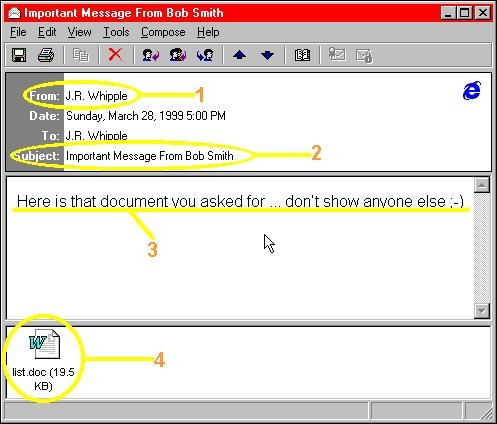 Important Message From Bob Smith
File Edit View Tools Compose Help
From: J.R. Whipple 1
Date: Sunday, March 28, 1999 5:00 PM
To: J.R. Whipple
Subject: Important Message From Bob Smith 2
Here is that document you asked for ... don't show anyone else ;-)
3
W
list.doc (19.5
KB)
4